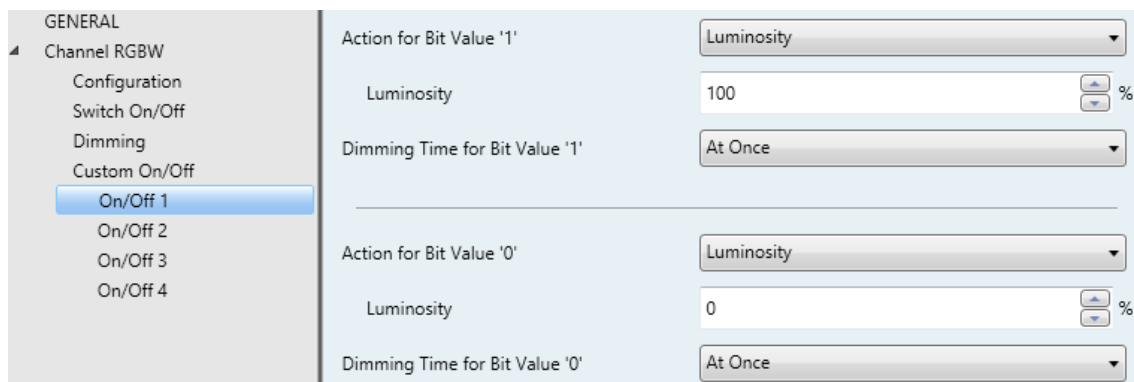 GENERAL
Channel RGBW
Configuration
Switch On/Off
Dimming
Custom On/Off
On/Off 1
On/Off 2
On/Off 3
On/Off 4
Action for Bit Value '1' Luminosity
Luminosity 100 %
Dimming Time for Bit Value '1' At Once
Action for Bit Value '0' Luminosity
Luminosity 0 %
Dimming Time for Bit Value '0' At Once